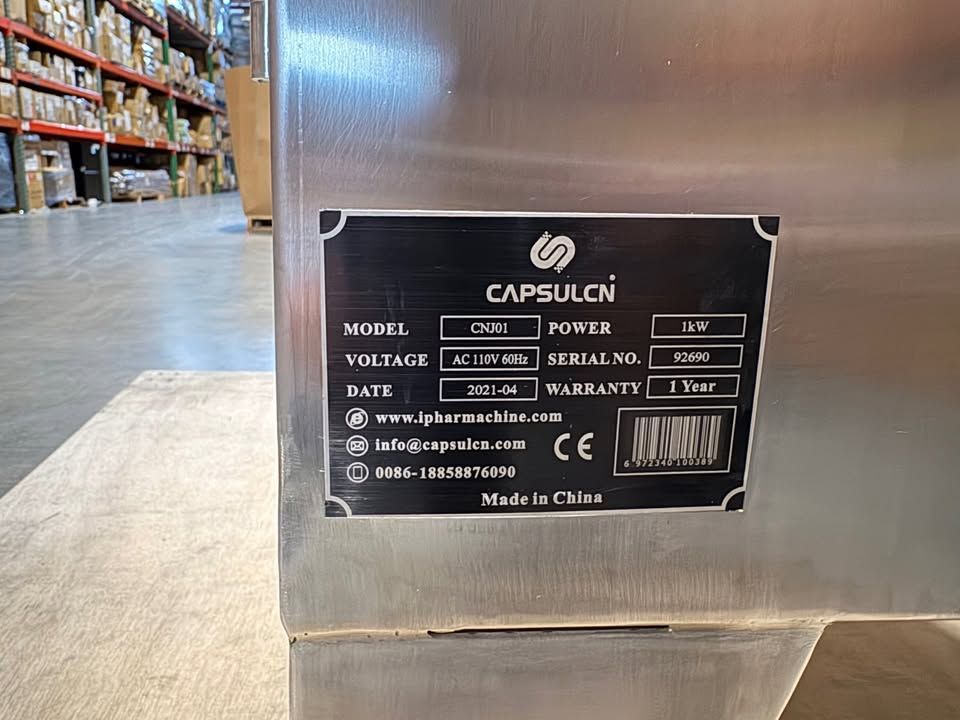 CAPSULCN
MODEL CNJ01 POWER 1kW
VOLTAGE AC 110V 60Hz SERIAL NO. 92690
DATE 2021-04 WARRANTY 1 Year
www.ipharmachine.com
info@capsulcn.com CE
0086-18858876090
6 972340 100389
Made in China